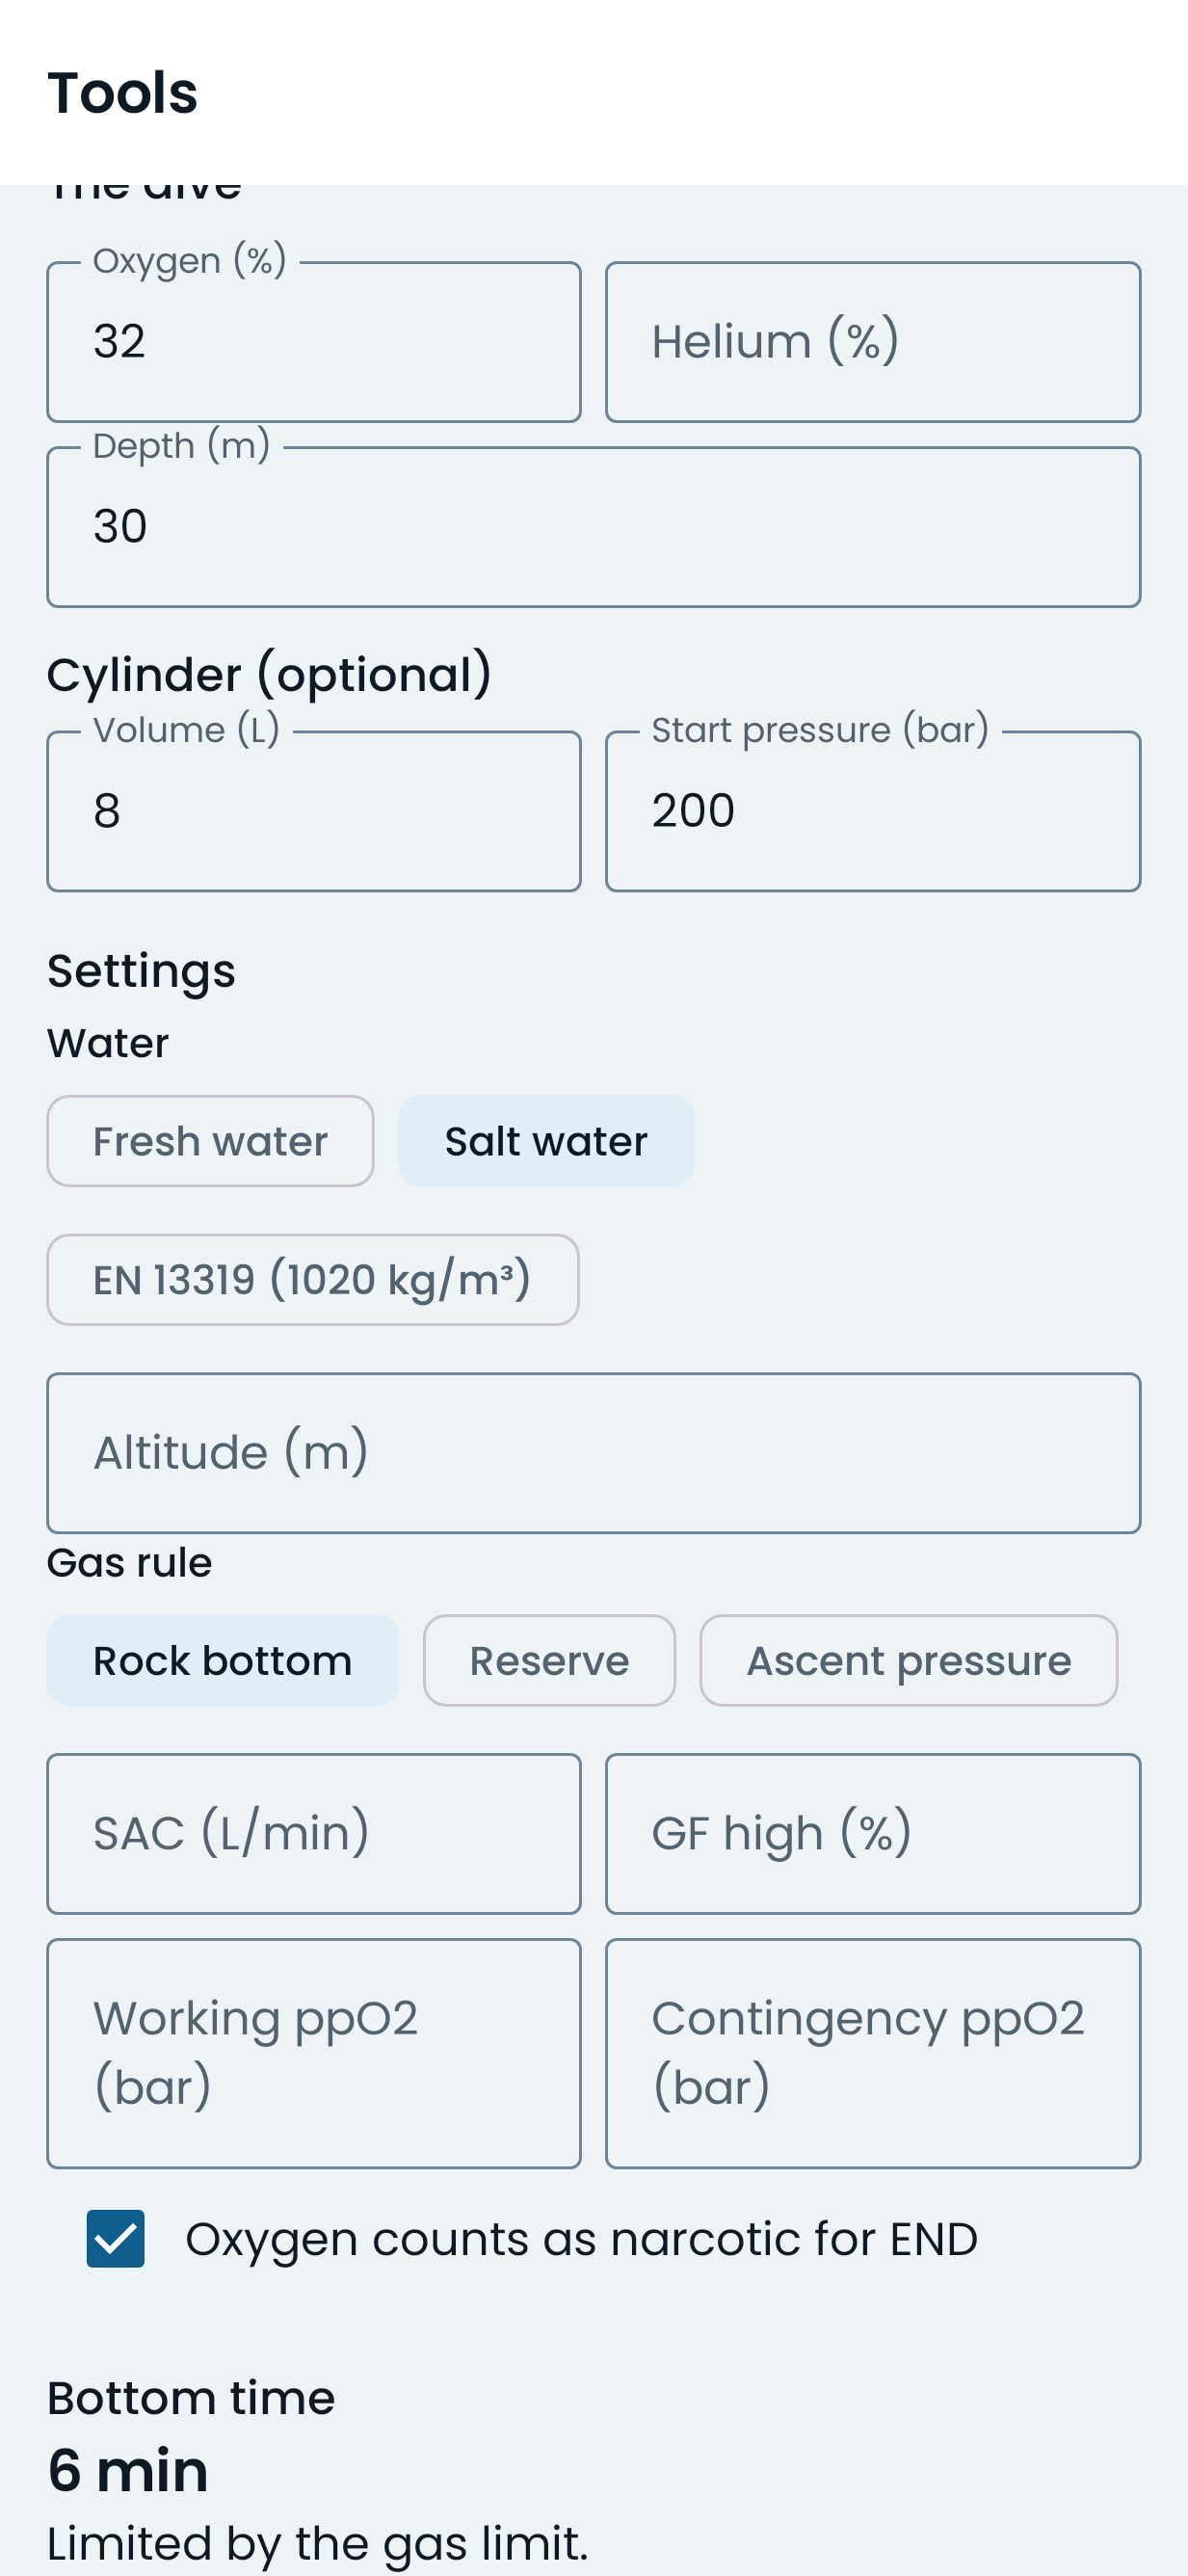 Tools
The dive
Oxygen (%)
32
Helium (%)
Depth (m)
30
Cylinder (optional)
Volume (L)
8
Start pressure (bar)
200
Settings
Water
Fresh water
Salt water
EN 13319 (1020 kg/m³)
Altitude (m)
Gas rule
Rock bottom
Reserve
Ascent pressure
SAC (L/min)
GF high (%)
Working ppO2
(bar)
Contingency ppO2
(bar)
Oxygen counts as narcotic for END
Bottom time
6 min
Limited by the gas limit.